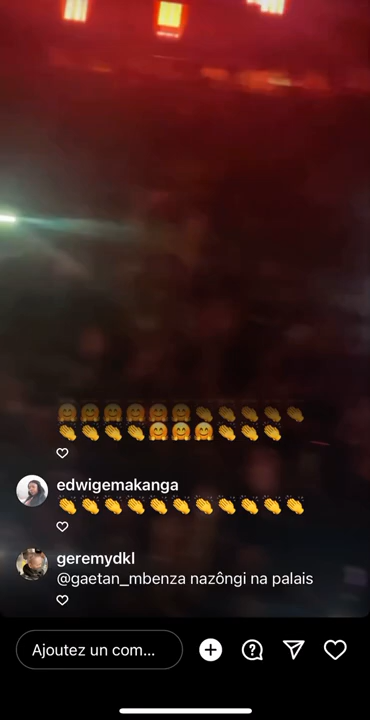 🤗🤗🤗🤗🤗🤗👏👏👏👏👏
👏👏👏👏🤗🤗🤗👏👏👏
edwigemakanga
👏👏👏👏👏👏👏👏👏👏👏
geremydkl
@gaetan_mbenza nazôngi na palais
Ajoutez un com...